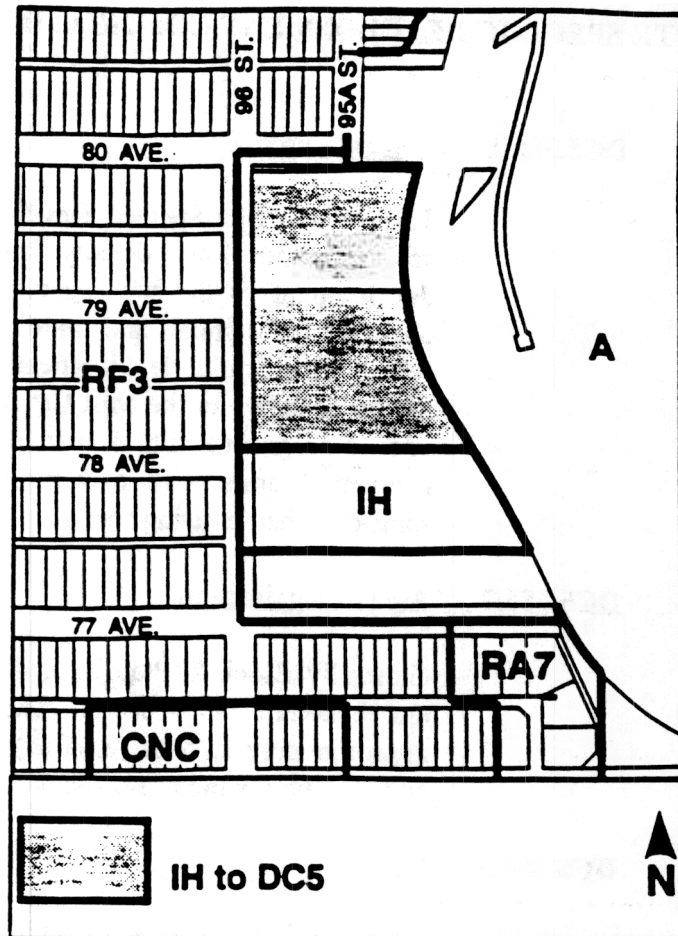 96 ST.
95A ST.
80 AVE.
79 AVE.
A
RF3
78 AVE.
IH
77 AVE.
RA7
CNC
IH to DC5
N